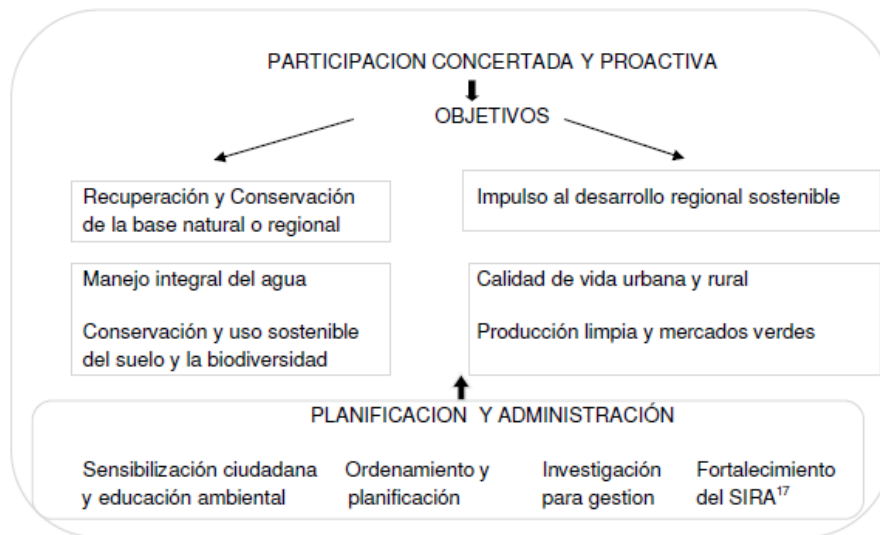 PARTICIPACION CONCERTADA Y PROACTIVA
OBJETIVOS
Recuperación y Conservación
de la base natural o regional
Impulso al desarrollo regional sostenible
Manejo integral del agua
Conservación y uso sostenible
del suelo y la biodiversidad
Calidad de vida urbana y rural
Producción limpia y mercados verdes
PLANIFICACION Y ADMINISTRACIÓN
Sensibilización ciudadana
y educación ambiental
Ordenamiento y
planificación
Investigación
para gestion
Fortalecimiento
del SIRA17